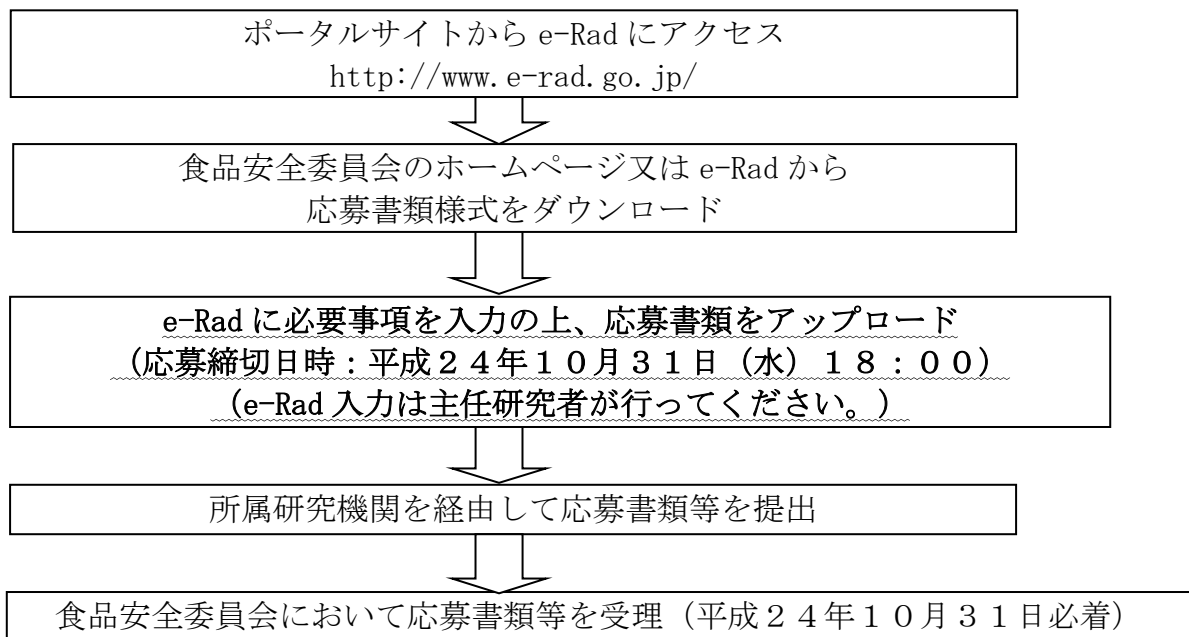 ポータルサイトから e-Rad にアクセス
http://www.e-rad.go.jp/
食品安全委員会のホームページ又は e-Rad から
応募書類様式をダウンロード
e-Rad に必要事項を入力の上、応募書類をアップロード
（応募締切日時：平成２４年１０月３１日（水）１８：００）
（e-Rad 入力は主任研究者が行ってください。）
所属研究機関を経由して応募書類等を提出
食品安全委員会において応募書類等を受理（平成２４年１０月３１日必着）